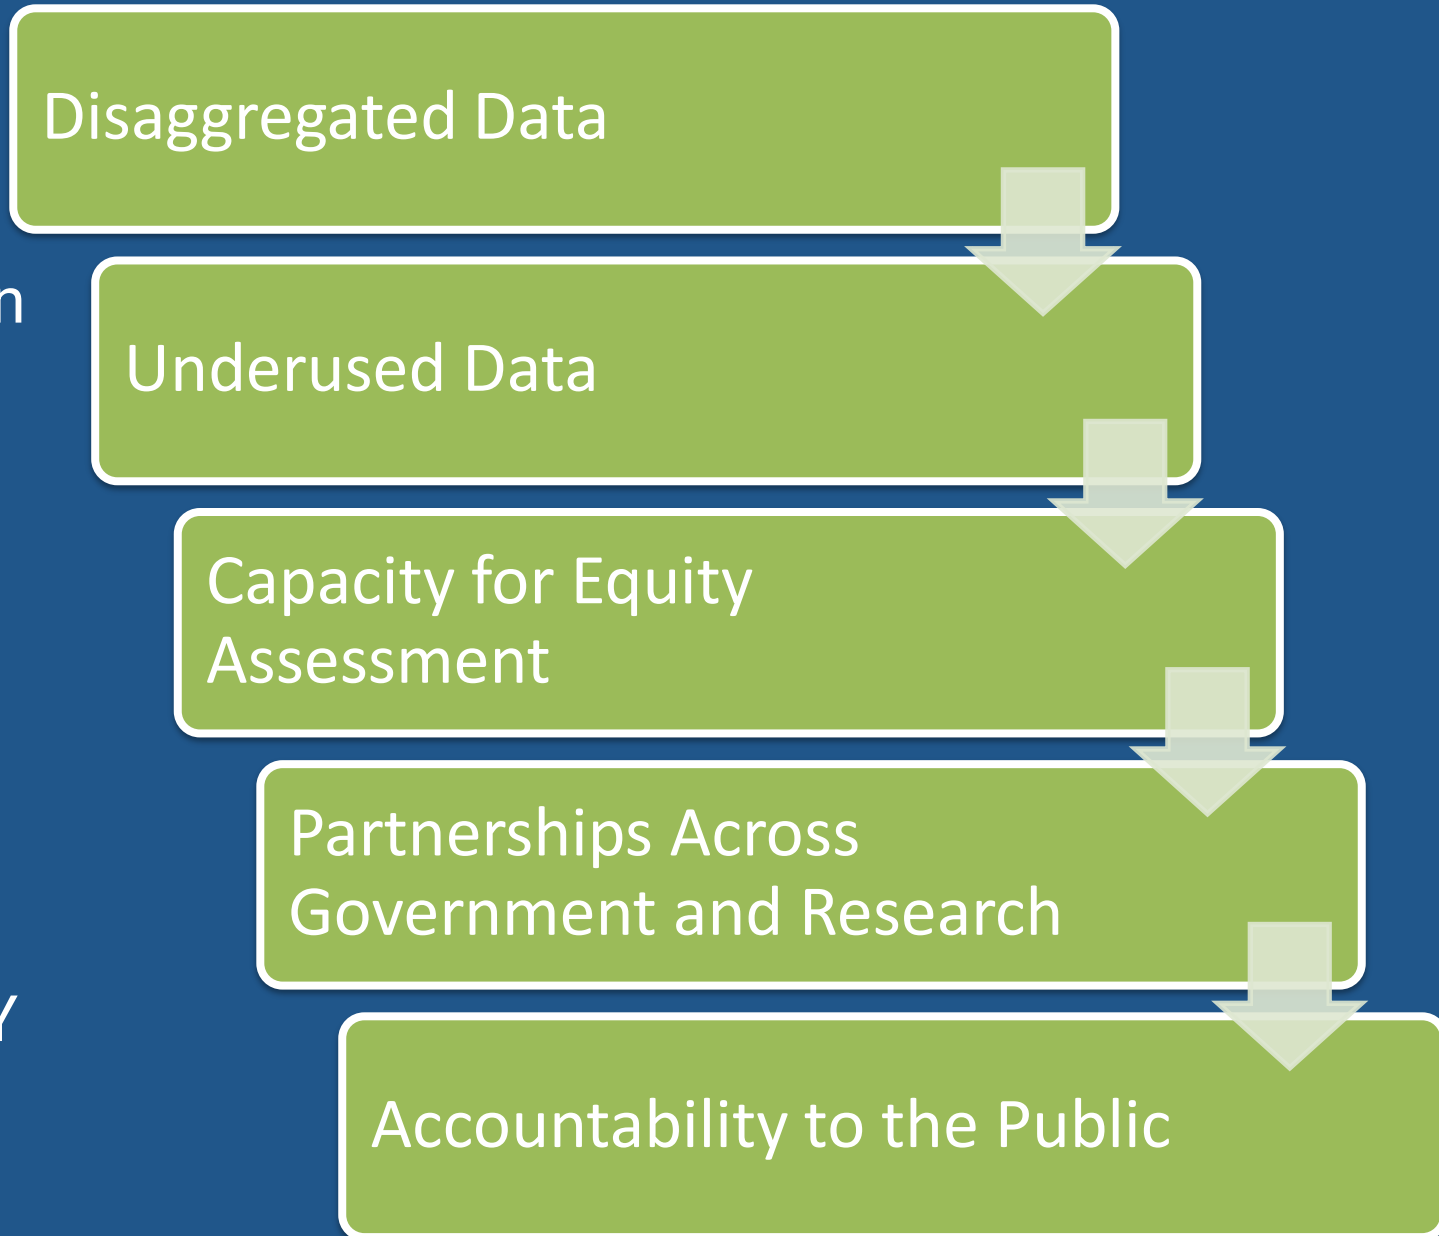 Disaggregated Data
n
Underused Data
Capacity for Equity
Assessment
Partnerships Across
Government and Research
Y
Accountability to the Public